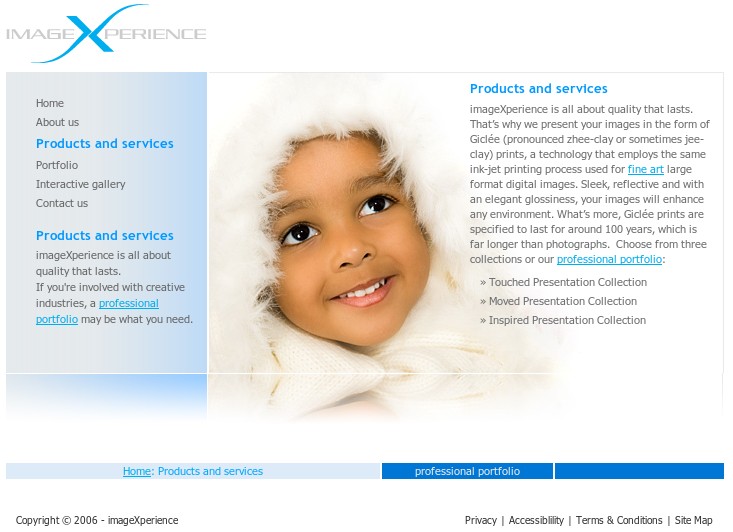 IMAGEXPERIENCE
Home
About us
Products and services
Portfolio
Interactive gallery
Contact us
Products and services
imageXperience is all about
quality that lasts.
If you're involved with creative
industries, a professional
portfolio may be what you need.
Products and services
imageXperience is all about quality that lasts.
That's why we present your images in the form of
Giclée (pronounced zhee-clay or sometimes jee-
clay) prints, a technology that employs the same
ink-jet printing process used for fine art large
format digital images. Sleek, reflective and with
an elegant glossiness, your images will enhance
any environment. What's more, Giclée prints are
specified to last for around 100 years, which is
far longer than photographs. Choose from three
collections or our professional portfolio:
» Touched Presentation Collection
» Moved Presentation Collection
» Inspired Presentation Collection
Home: Products and services
professional portfolio
Copyright © 2006 - imageXperience
Privacy | Accessiblility | Terms & Conditions | Site Map